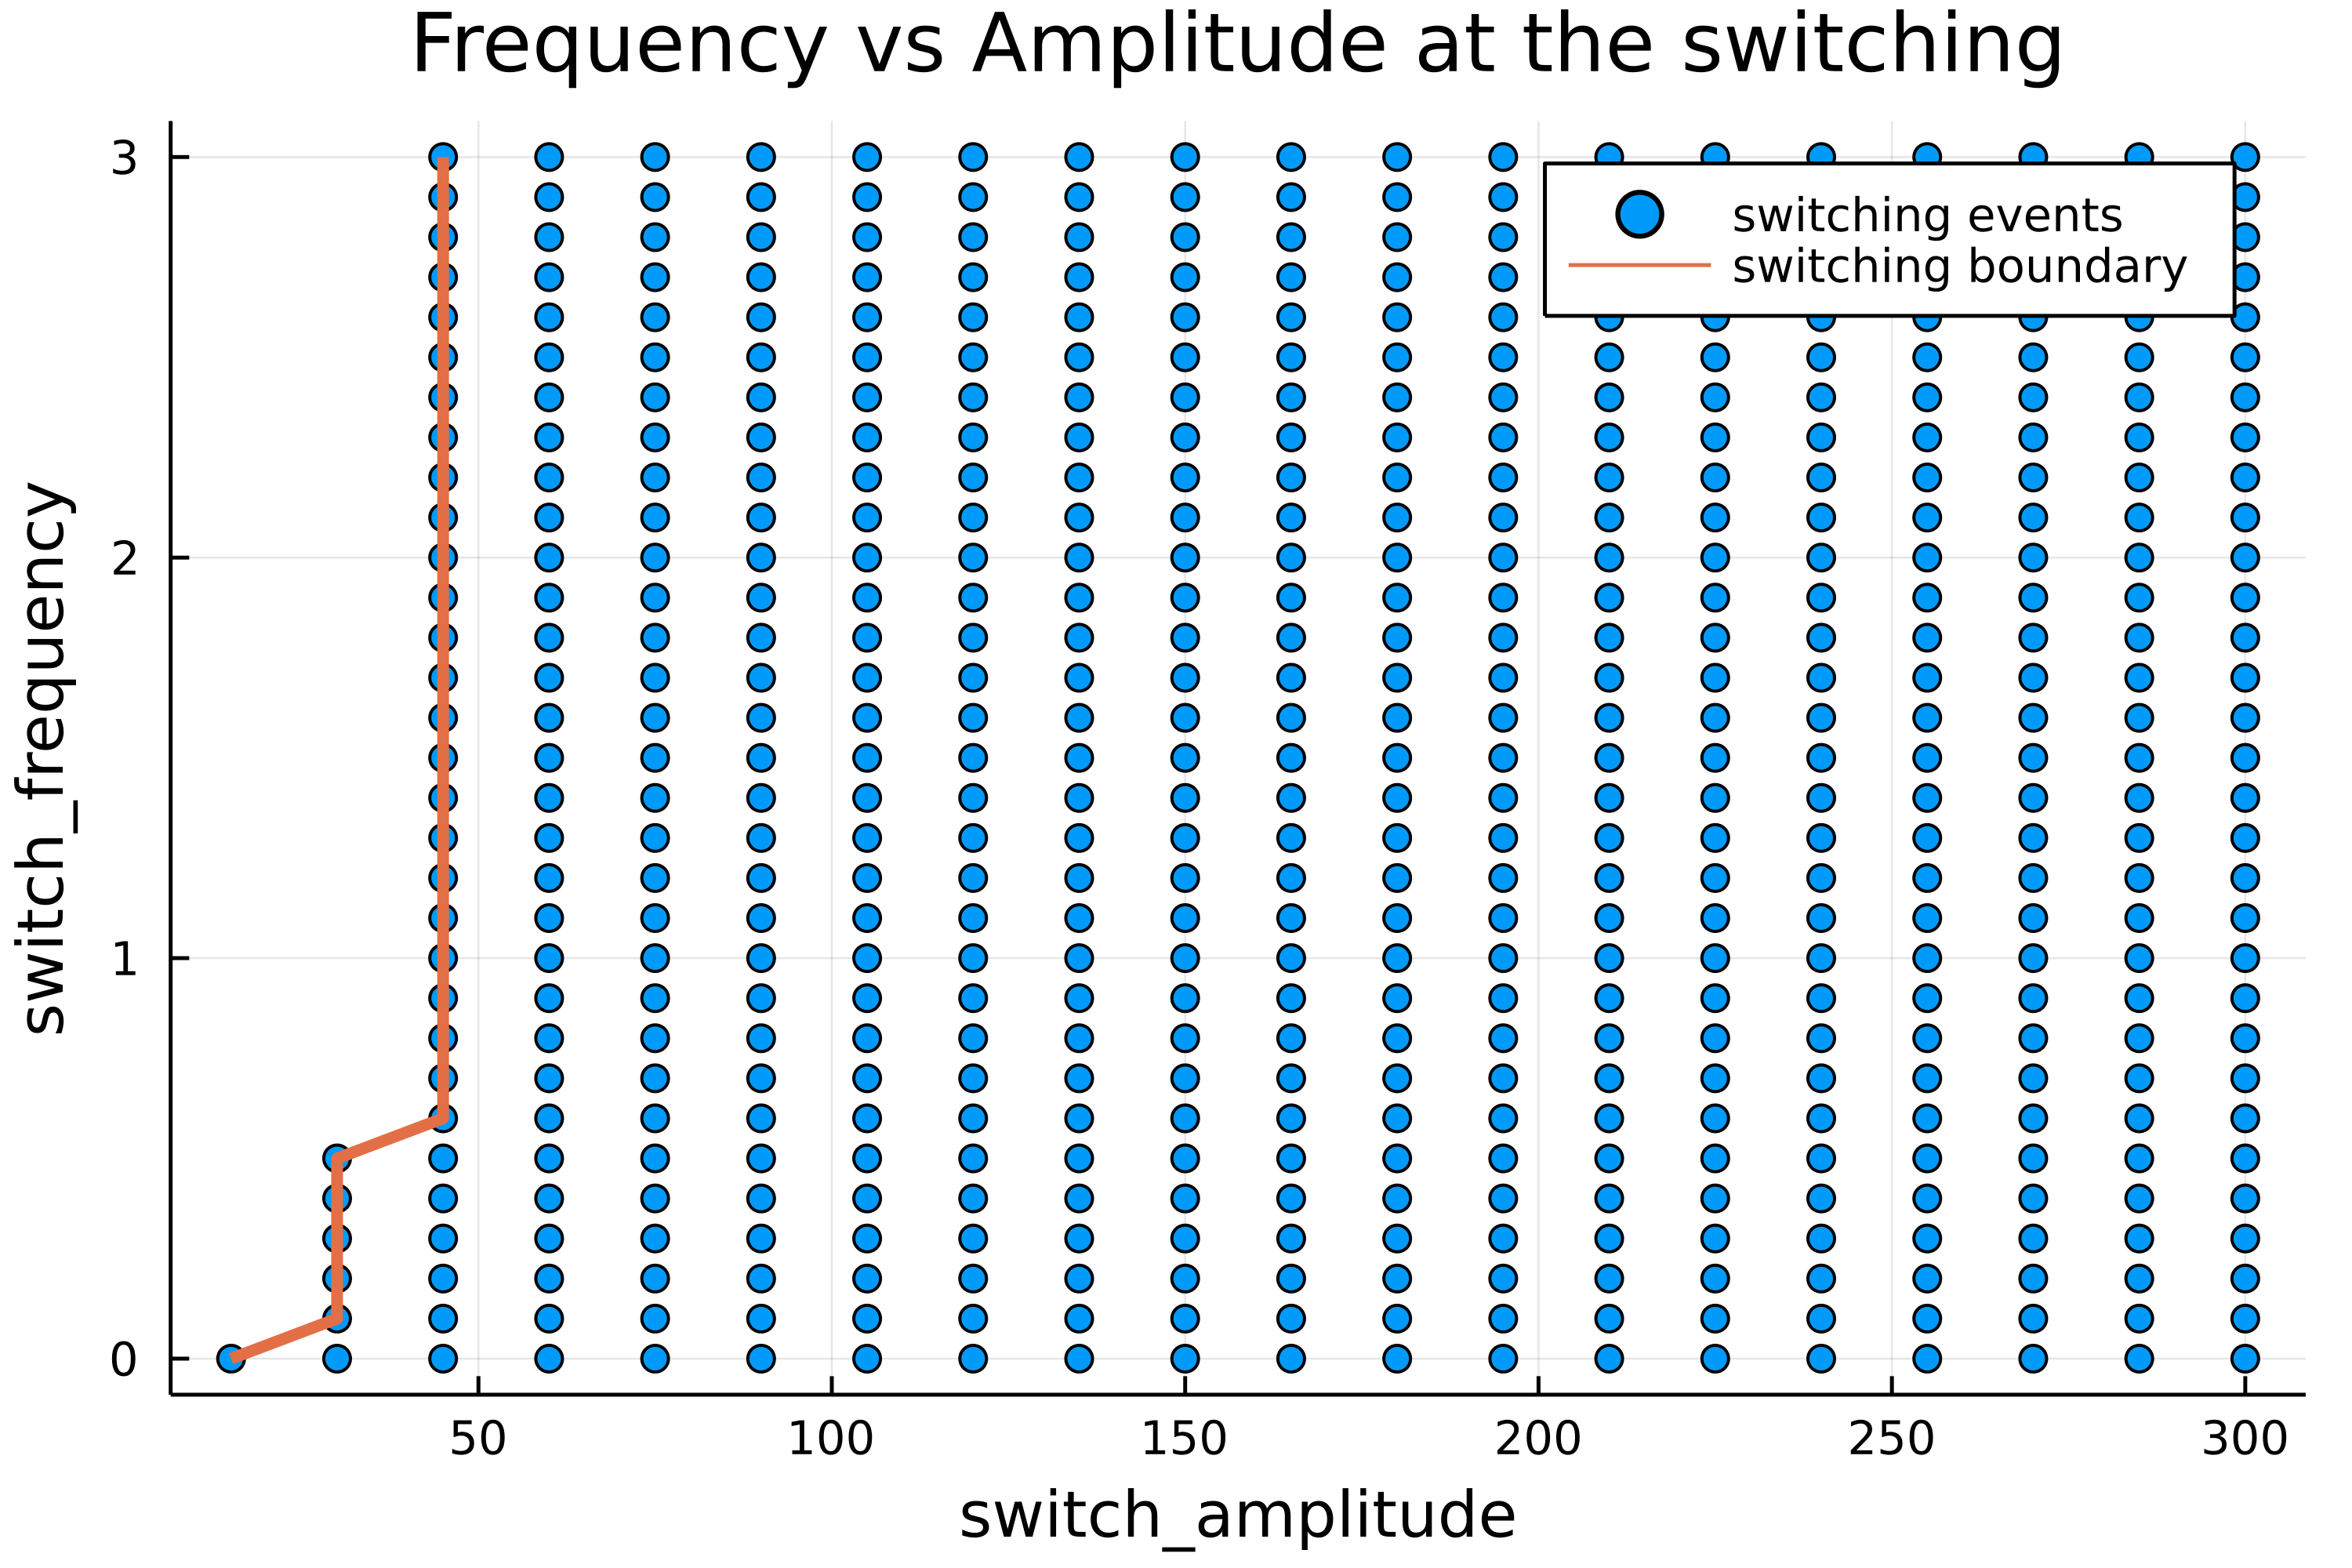 Frequency vs Amplitude at the switching
switching events
switching boundary
switch_frequency
3
2
1
0
50 100 150 200 250 300
switch_amplitude